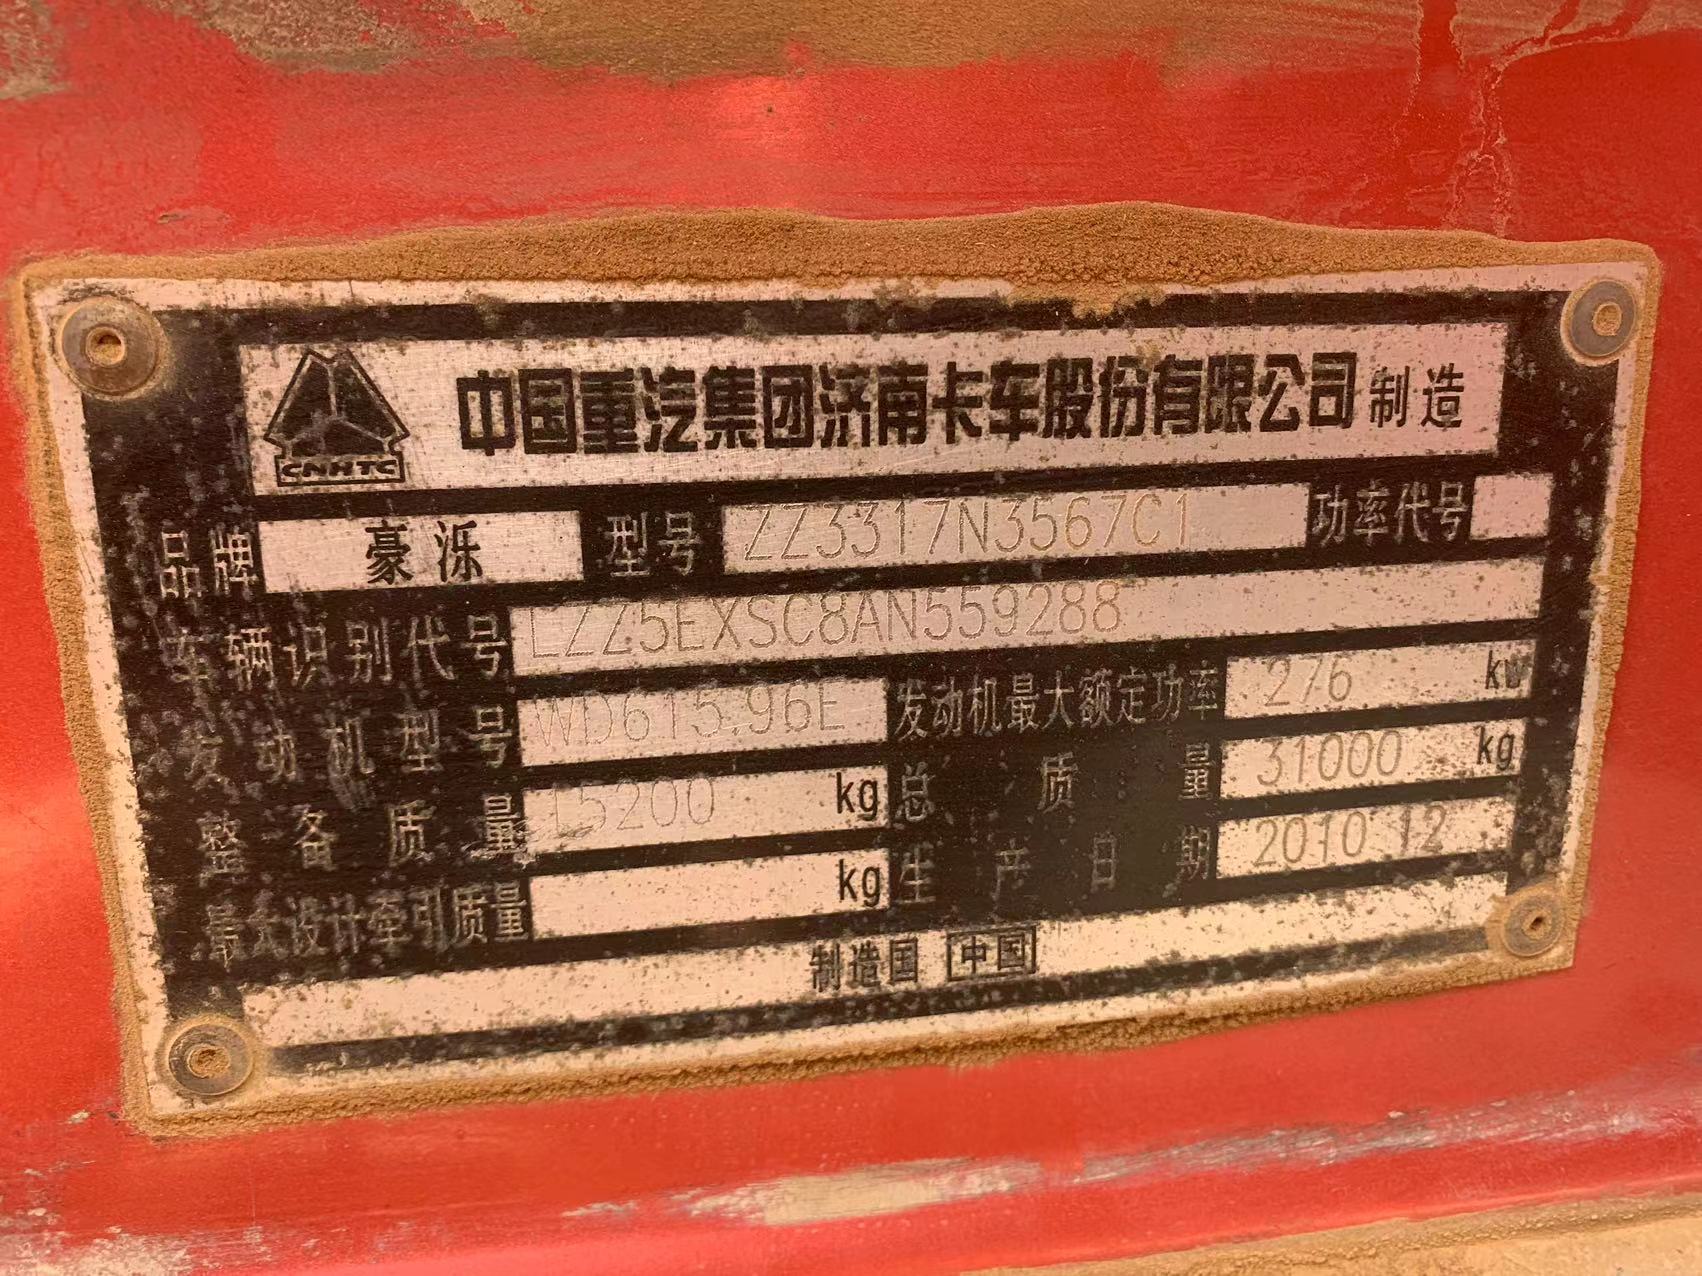 CNHTC
中国重汽集团济南卡车股份有限公司 制造
品牌 豪泺 型号 ZZ3317N3567C1 功率代号
车辆识别代号 LZZ5EXSC8AN559288
发动机型号 WD615.96E 发动机最大额定功率 276 kw
整备质量 15200 kg 总质量 31000 kg
最大设计牵引质量 kg 生产日期 2010 12
制造国 中国